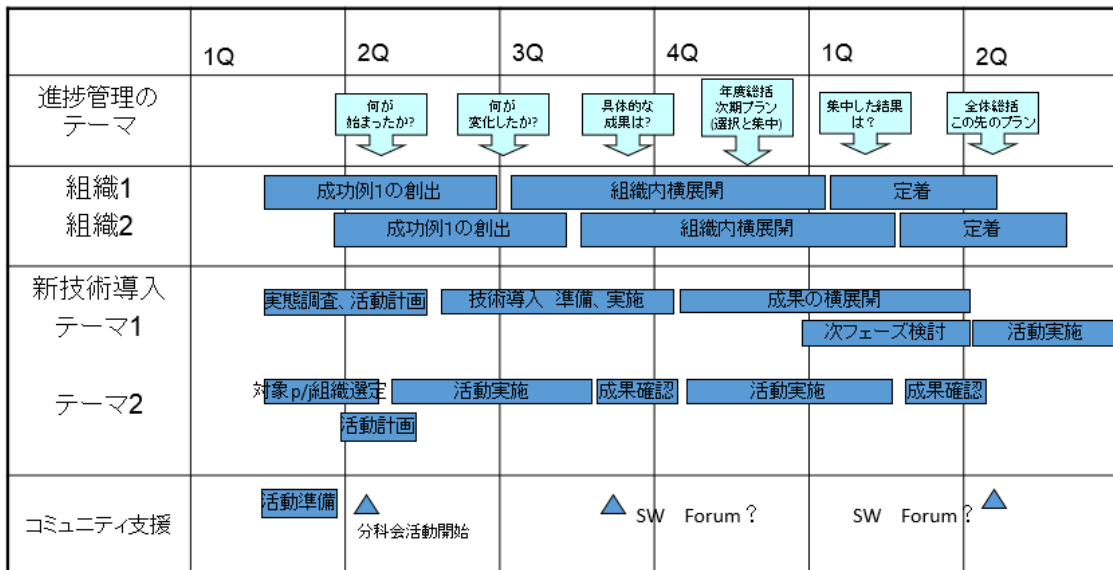 1Q 2Q 3Q 4Q 1Q 2Q
進捗管理の
テーマ
何が
始まったか?
何が
変化したか?
具体的な
成果は?
年度総括
次期プラン
(選択と集中)
集中した結果
は？
全体総括
この先のプラン
組織1
成功例1の創出 組織内横展開 定着
組織2
成功例1の創出 組織内横展開 定着
新技術導入
テーマ1
実態調査、活動計画 技術導入 準備、実施 成果の横展開
次フェーズ検討 活動実施
テーマ2
対象p/j組織選定 活動実施 成果確認 活動実施 成果確認
活動計画
コミュニティ支援
活動準備
分科会活動開始
SW Forum？
SW Forum？